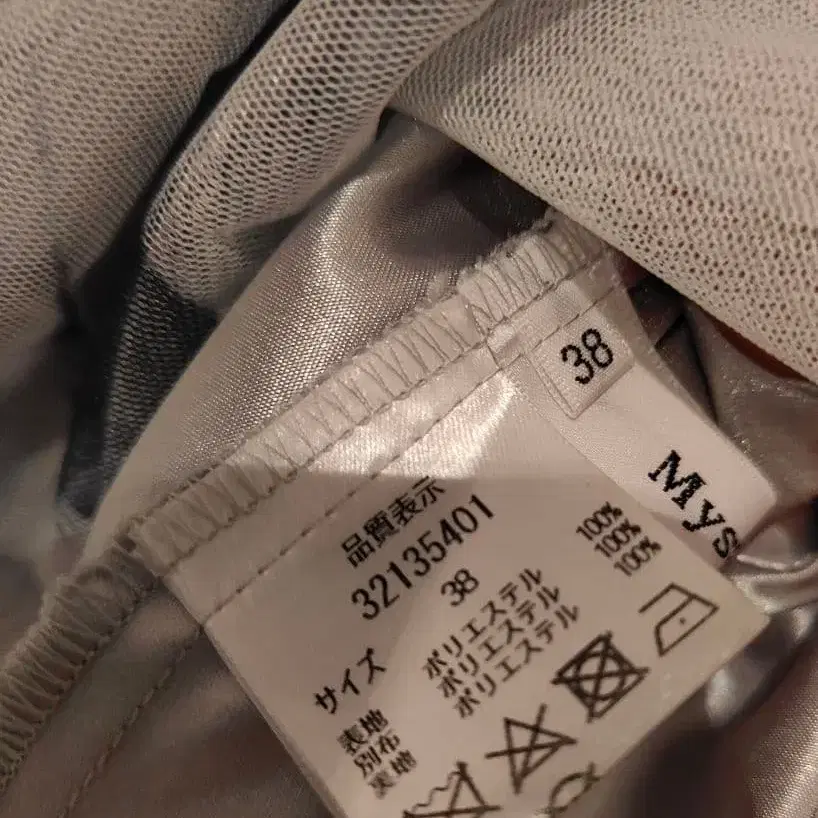 38
Mys
品質表示
32135401
サイズ 38
表地 ポリエステル 100%
別布 ポリエステル 100%
裏地 ポリエステル 100%